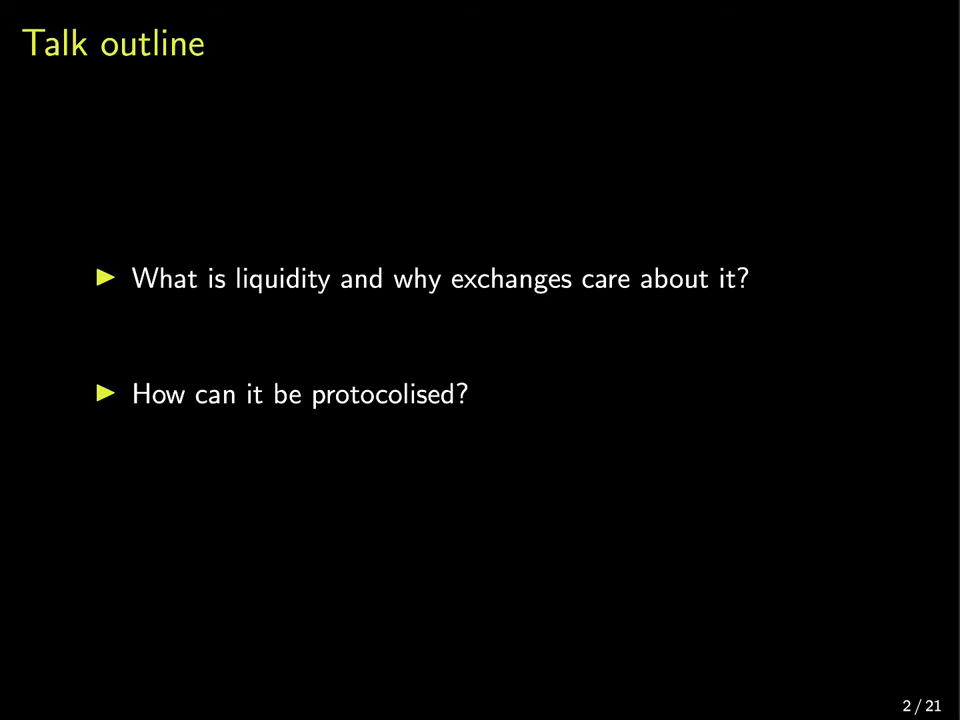 Talk outline
What is liquidity and why exchanges care about it?
How can it be protocolised?
2 / 21